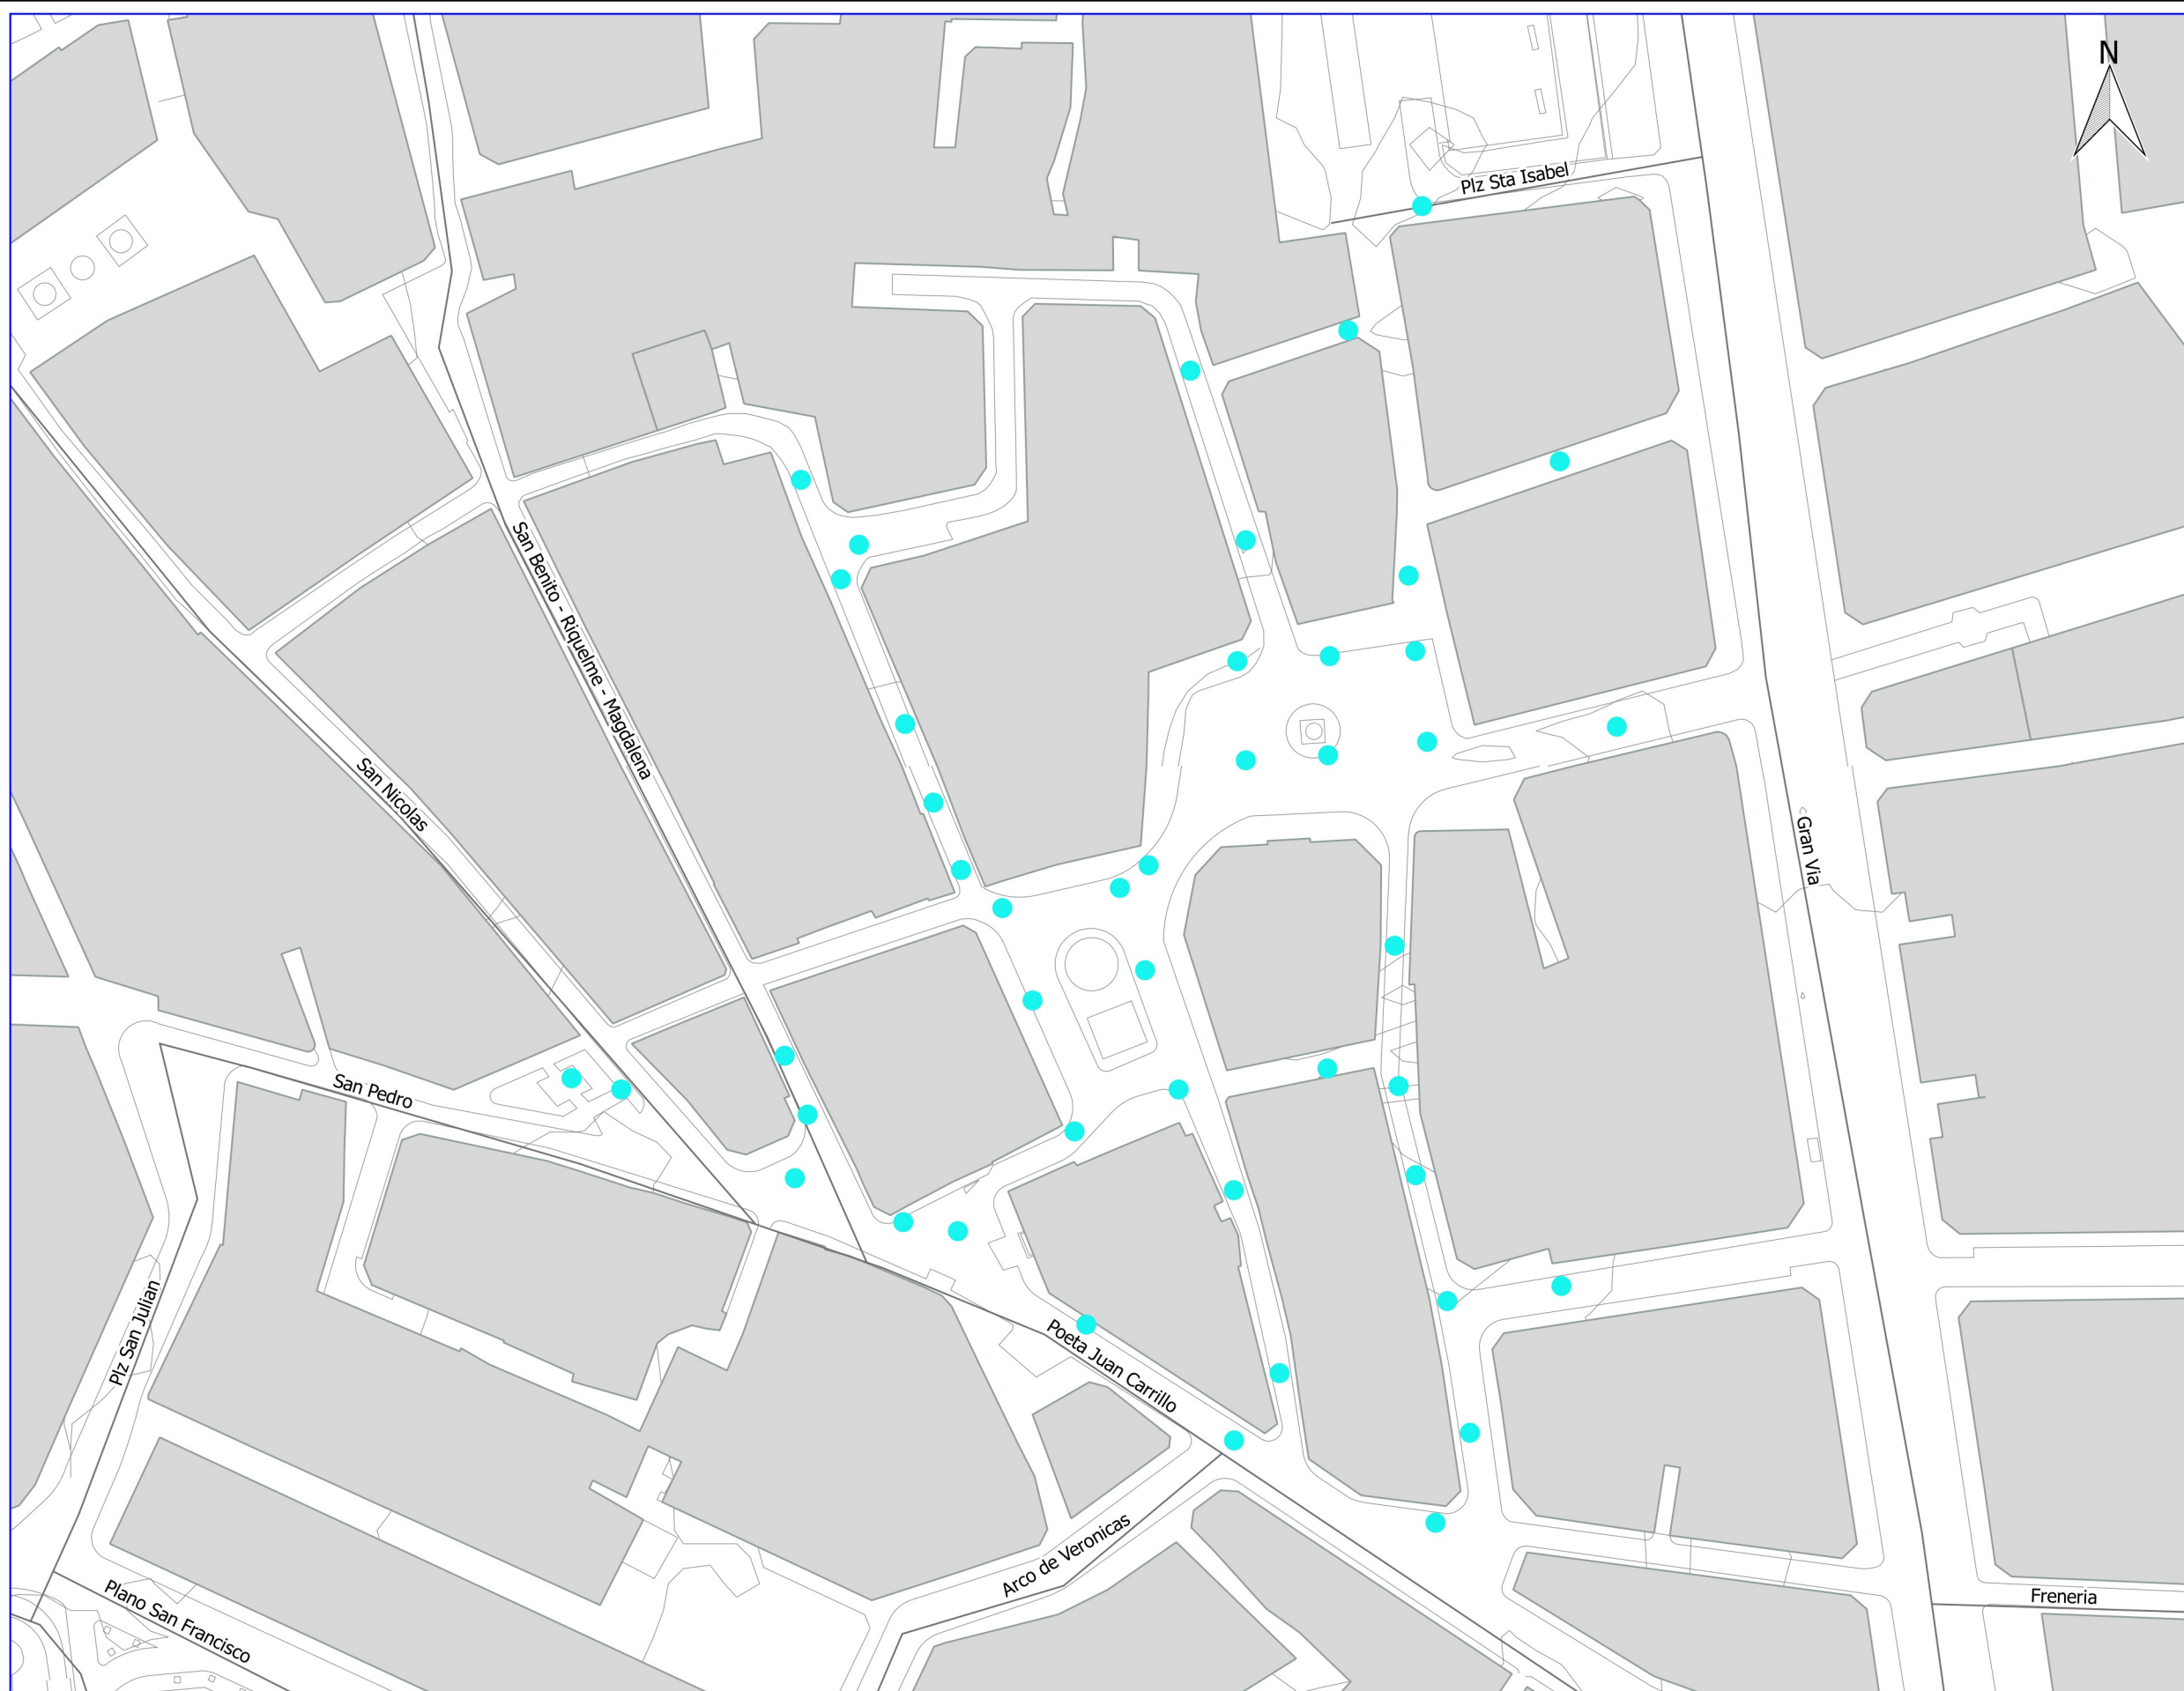 N
Plz Sta Isabel
San Benito - Riquelme - Magdalena
San Nicolas
Gran Via
San Pedro
Plz San Julian
Poeta Juan Carrillo
Arco de Veronicas
Plano San Francisco
Freneria